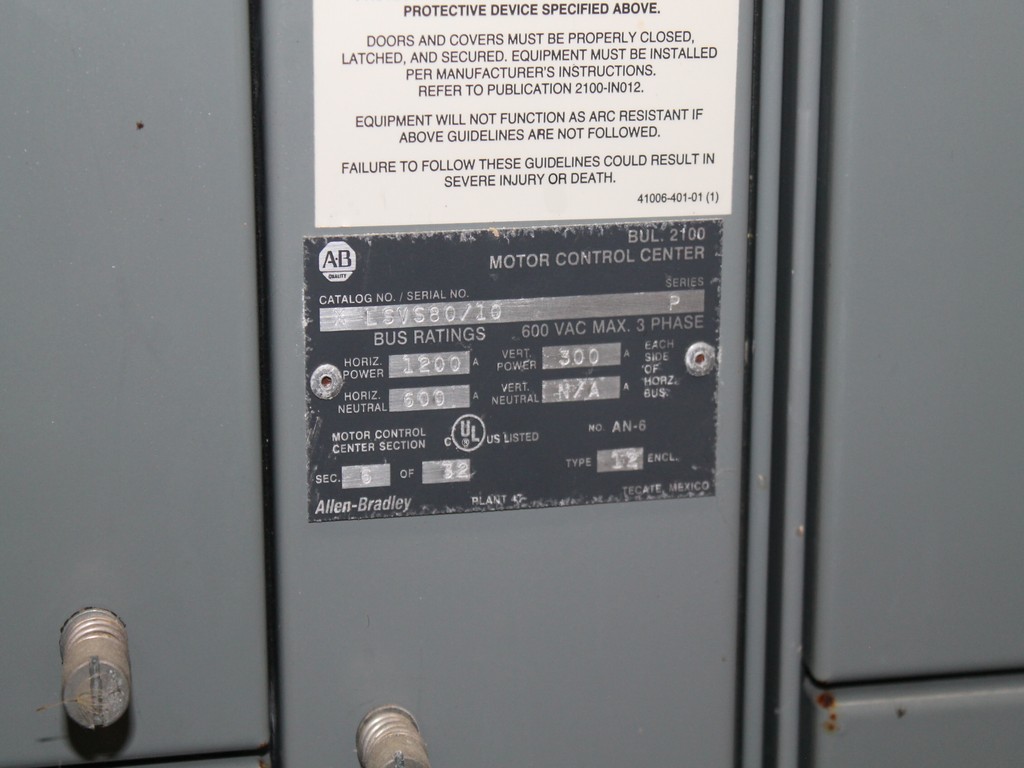 PROTECTIVE DEVICE SPECIFIED ABOVE.
DOORS AND COVERS MUST BE PROPERLY CLOSED,
LATCHED, AND SECURED. EQUIPMENT MUST BE INSTALLED
PER MANUFACTURER'S INSTRUCTIONS.
REFER TO PUBLICATION 2100-IN012.
EQUIPMENT WILL NOT FUNCTION AS ARC RESISTANT IF
ABOVE GUIDELINES ARE NOT FOLLOWED.
FAILURE TO FOLLOW THESE GUIDELINES COULD RESULT IN
SEVERE INJURY OR DEATH.
41006-401-01 (1)
BUL. 2100
A-B
QUALITY
MOTOR CONTROL CENTER
CATALOG NO. / SERIAL NO. SERIES
X LSVS80/10 P
BUS RATINGS 600 VAC MAX. 3 PHASE
HORIZ. POWER 1200 A VERT. POWER 300 A EACH SIDE OF HORZ. BUS.
HORIZ. NEUTRAL 600 A VERT. NEUTRAL N/A A
MOTOR CONTROL CENTER SECTION C UL ® US LISTED NO. AN-6
SEC. 6 OF TYPE 12 ENCL.
Allen-Bradley PLANT TECATE, MEXICO